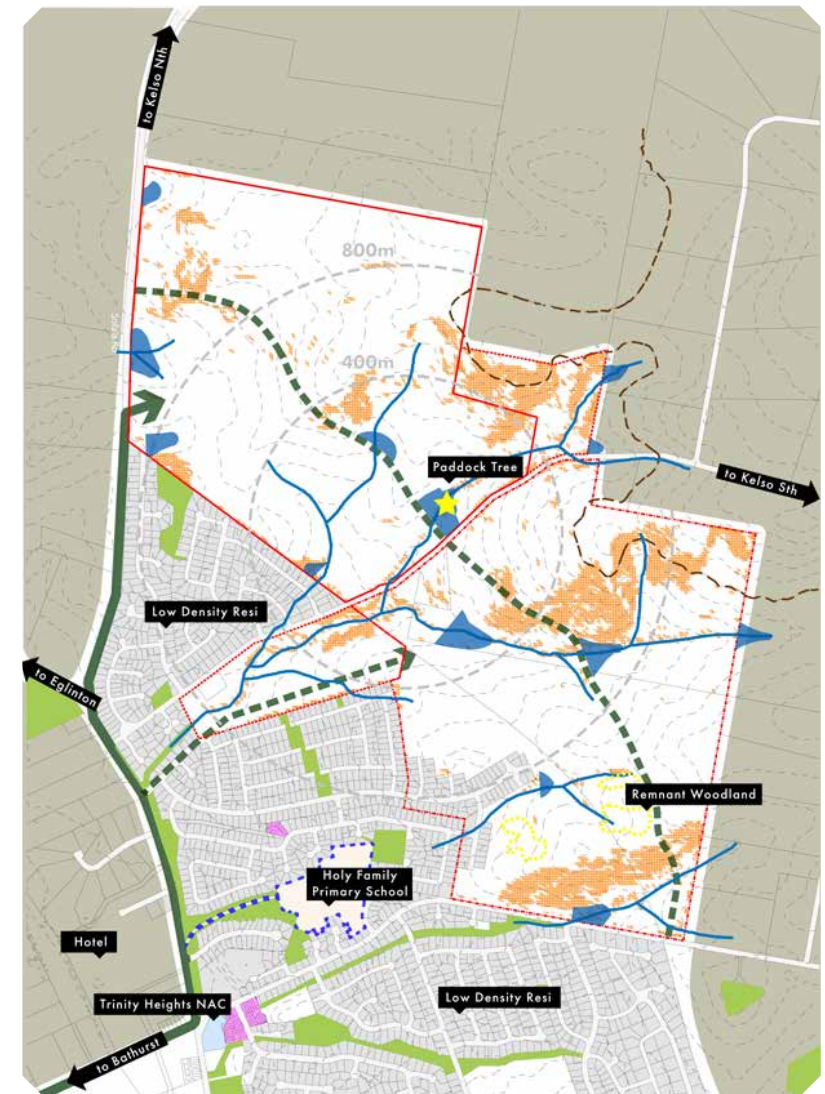 to Kelso Nth
800m
400m
Paddock Tree
to Kelso Sth
Low Density Resi
to Eglinton
Remnant Woodland
Holy Family
Primary School
Hotel
Trinity Heights NAC
Low Density Resi
to Bathurst